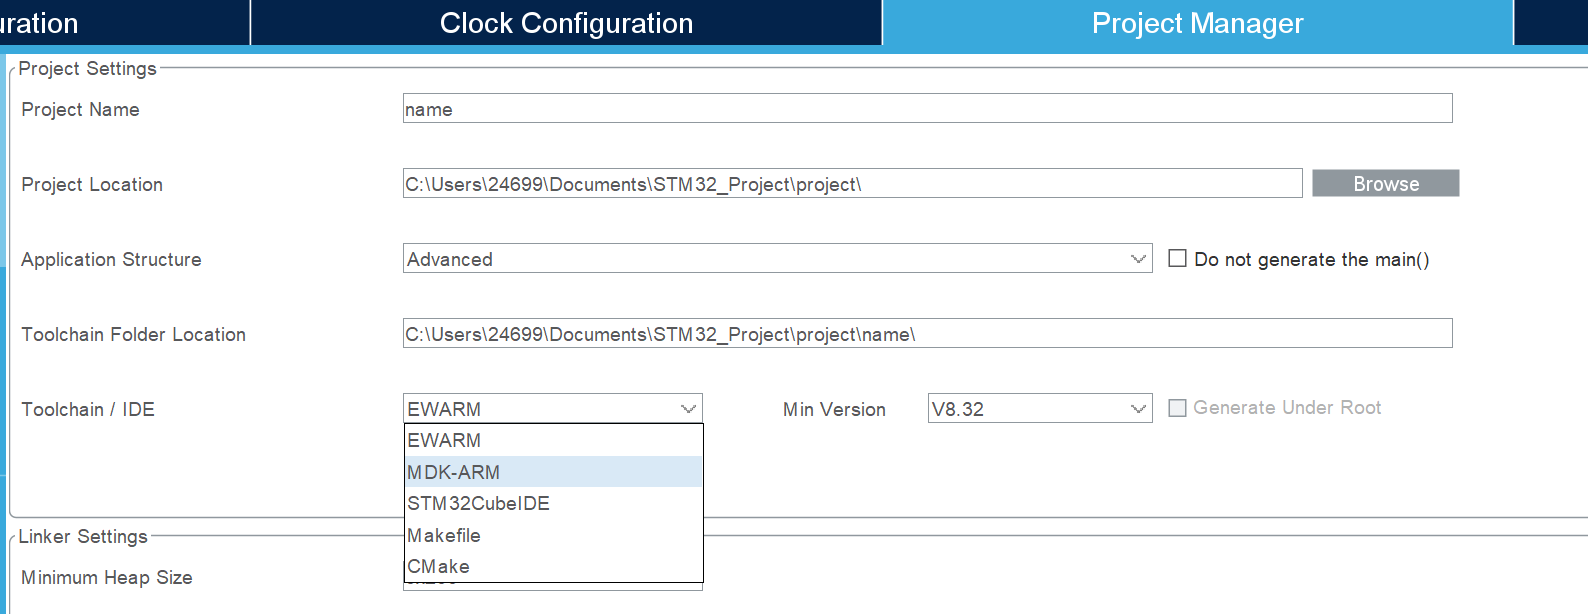 uration Clock Configuration Project Manager
Project Settings
Project Name name
Project Location C:\Users\24699\Documents\STM32_Project\project\ Browse
Application Structure Advanced Do not generate the main()
Toolchain Folder Location C:\Users\24699\Documents\STM32_Project\project\name\
Toolchain / IDE EWARM Min Version V8.32 Generate Under Root
EWARM
MDK-ARM
STM32CubeIDE
Linker Settings Makefile
Minimum Heap Size CMake